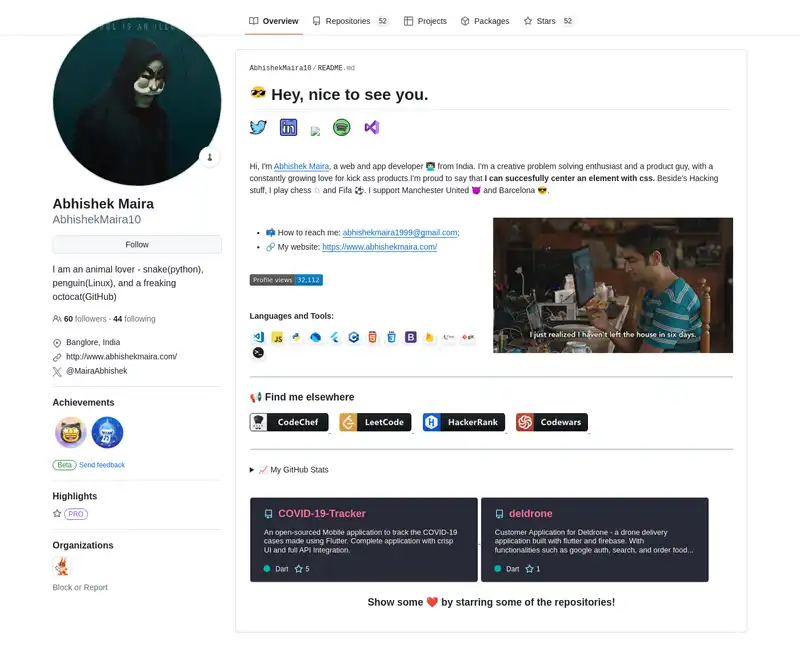 Overview
Repositories 52
Projects
Packages
Stars 52
Abhishek Maira
AbhishekMaira10
Follow
I am an animal lover - snake(python),
penguin(Linux), and a freaking
octocat(GitHub)
60 followers · 44 following
Banglore, India
http://www.abhishekmaira.com/
@MairaAbhishek
Achievements
Beta Send feedback
Highlights
PRO
Organizations
Block or Report
AbhishekMaira10/README.md
Hey, nice to see you.
Hi, I'm Abhishek Maira, a web and app developer from India. I'm a creative problem solving enthusiast and a product guy, with a
constantly growing love for kick ass products.I'm proud to say that I can succesfully center an element with css. Beside's Hacking
stuff, I play chess and Fifa ⚽. I support Manchester United 😈 and Barcelona 😎.
How to reach me: abhishekmaira1999@gmail.com;
My website: https://www.abhishekmaira.com/
Profile views 32,112
I just realized I haven't left the house in six days.
Languages and Tools:
JS
Find me elsewhere
CodeChef
LeetCode
HackerRank
Codewars
My GitHub Stats
COVID-19-Tracker
An open-sourced Mobile application to track the COVID-19
cases made using Flutter. Complete application with crisp
UI and full API Integration.
Dart 5
deldrone
Customer Application for Deldrone - a drone delivery
application built with flutter and firebase. With
functionalities such as google auth, search, and order food...
Dart 1
Show some ❤️ by starring some of the repositories!